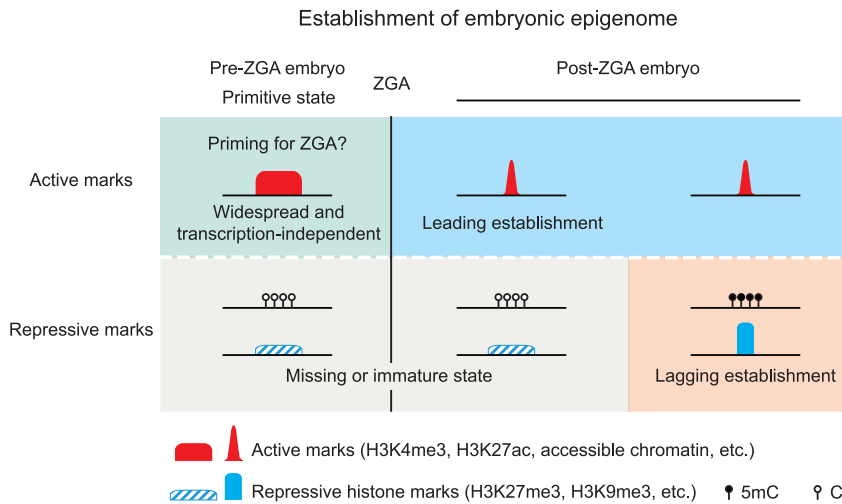 Establishment of embryonic epigenome
Pre-ZGA embryo
Primitive state
ZGA
Post-ZGA embryo
Priming for ZGA?
Active marks
Widespread and
transcription-independent
Leading establishment
Repressive marks
Missing or immature state
Lagging establishment
Active marks (H3K4me3, H3K27ac, accessible chromatin, etc.)
Repressive histone marks (H3K27me3, H3K9me3, etc.) 5mC C